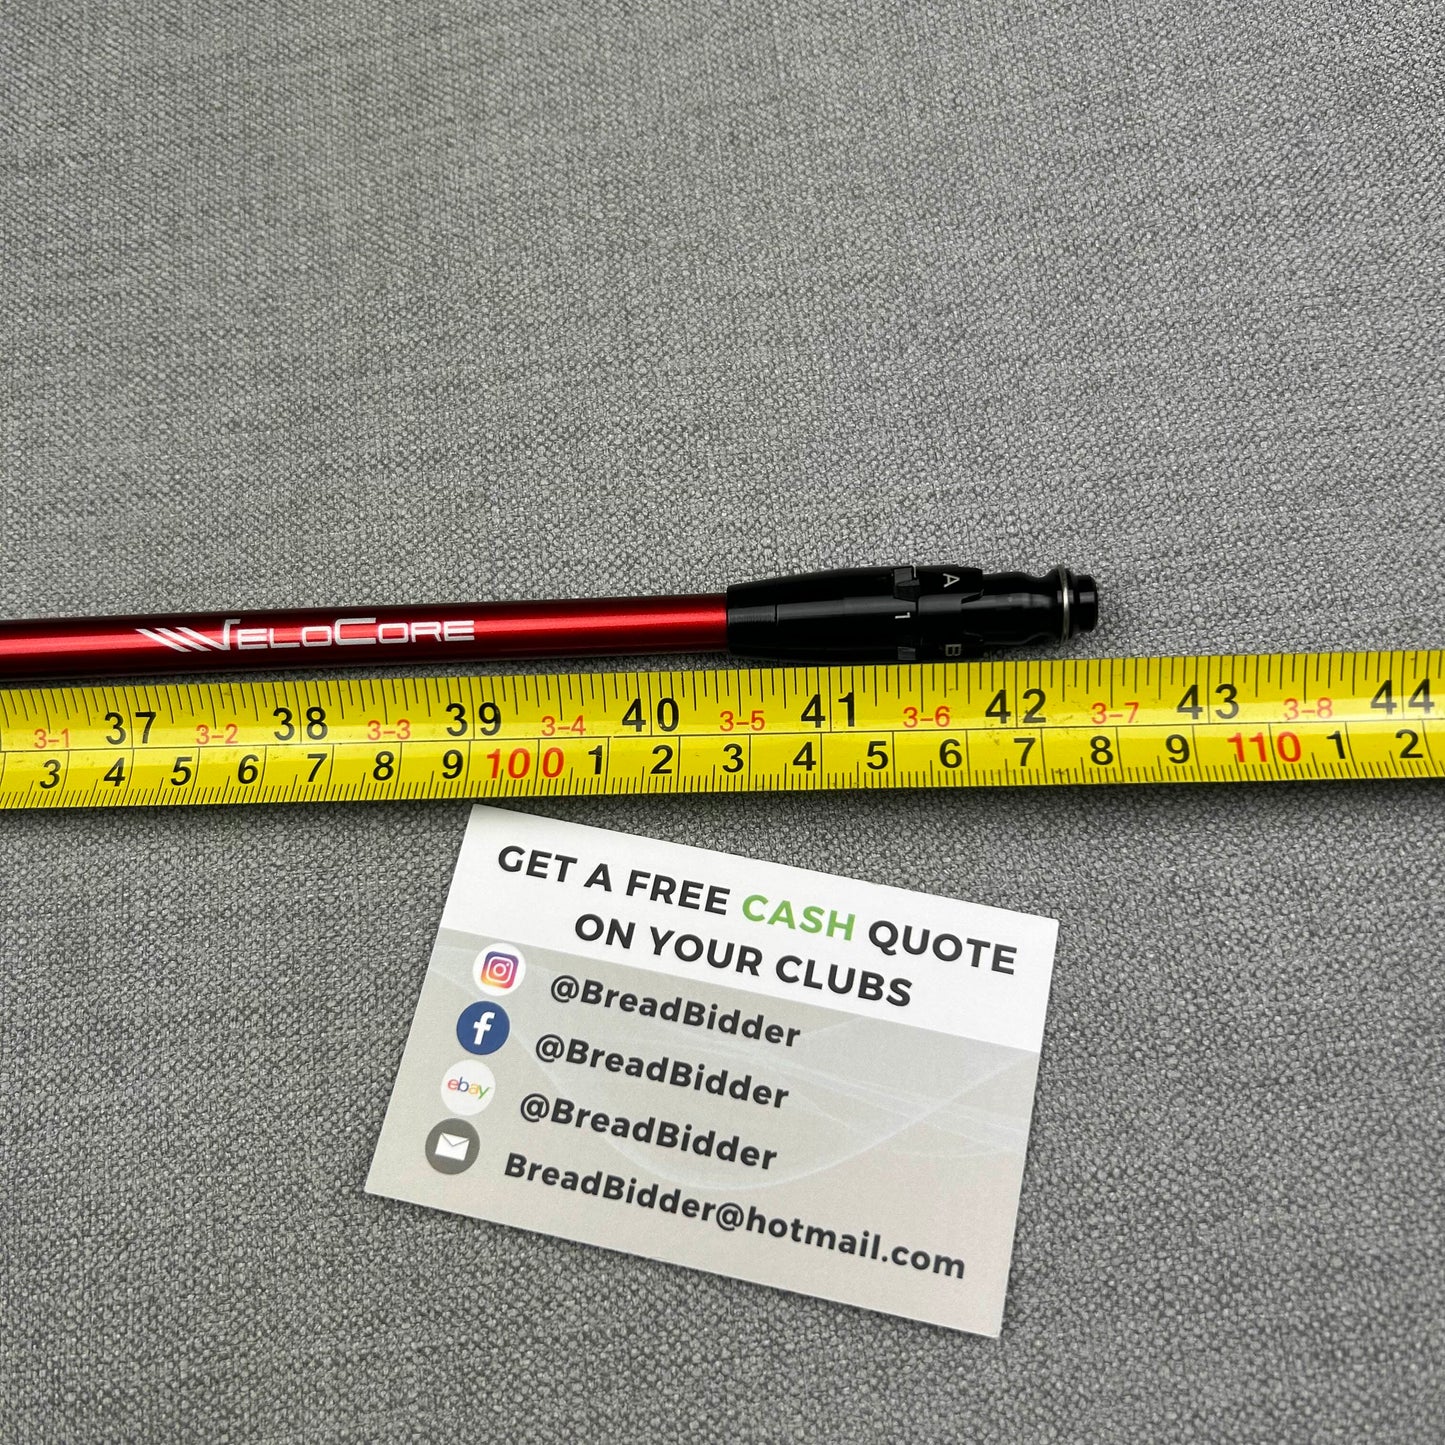 VELOCORE
A
1
B
3-1 37 3-2 38 3-3 39 3-4 40 3-5 41 3-6 42 3-7 43 3-8 44
3 4 5 6 7 8 9 100 1 2 3 4 5 6 7 8 9 110 1 2
GET A FREE CASH QUOTE
ON YOUR CLUBS
@BreadBidder
f @BreadBidder
ebay @BreadBidder
BreadBidder@hotmail.com